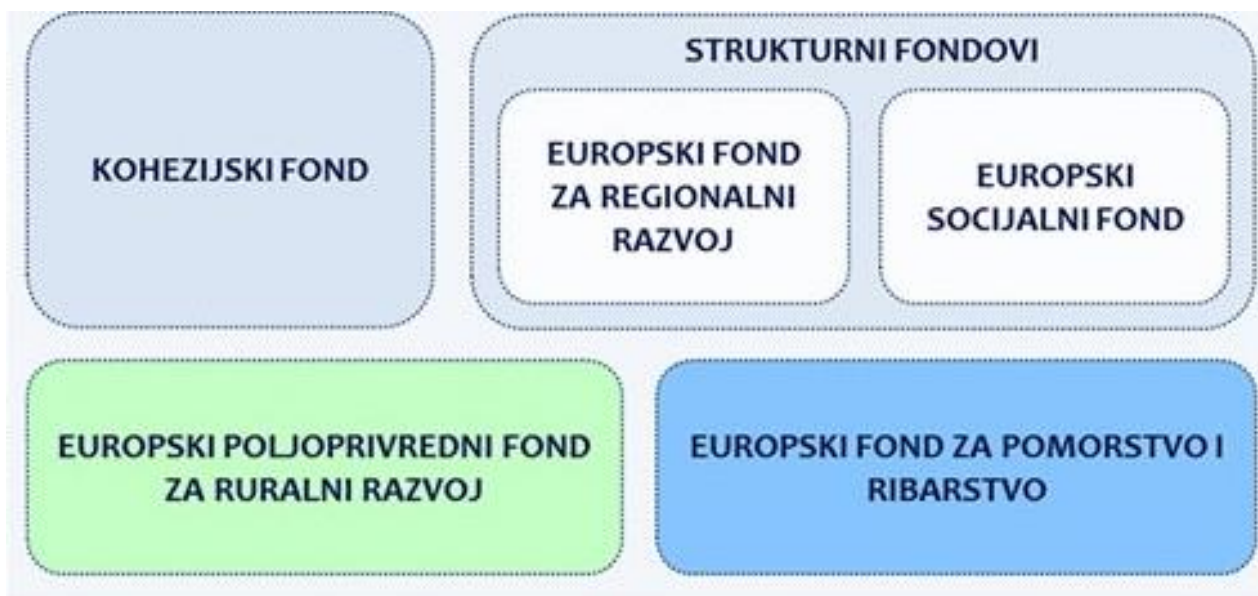 KOHEZIJSKI FOND
STRUKTURNI FONDOVI
EUROPSKI FOND
ZA REGIONALNI
RAZVOJ
EUROPSKI
SOCIJALNI FOND
EUROPSKI POLJOPRIVREDNI FOND
ZA RURALNI RAZVOJ
EUROPSKI FOND ZA POMORSTVO I
RIBARSTVO